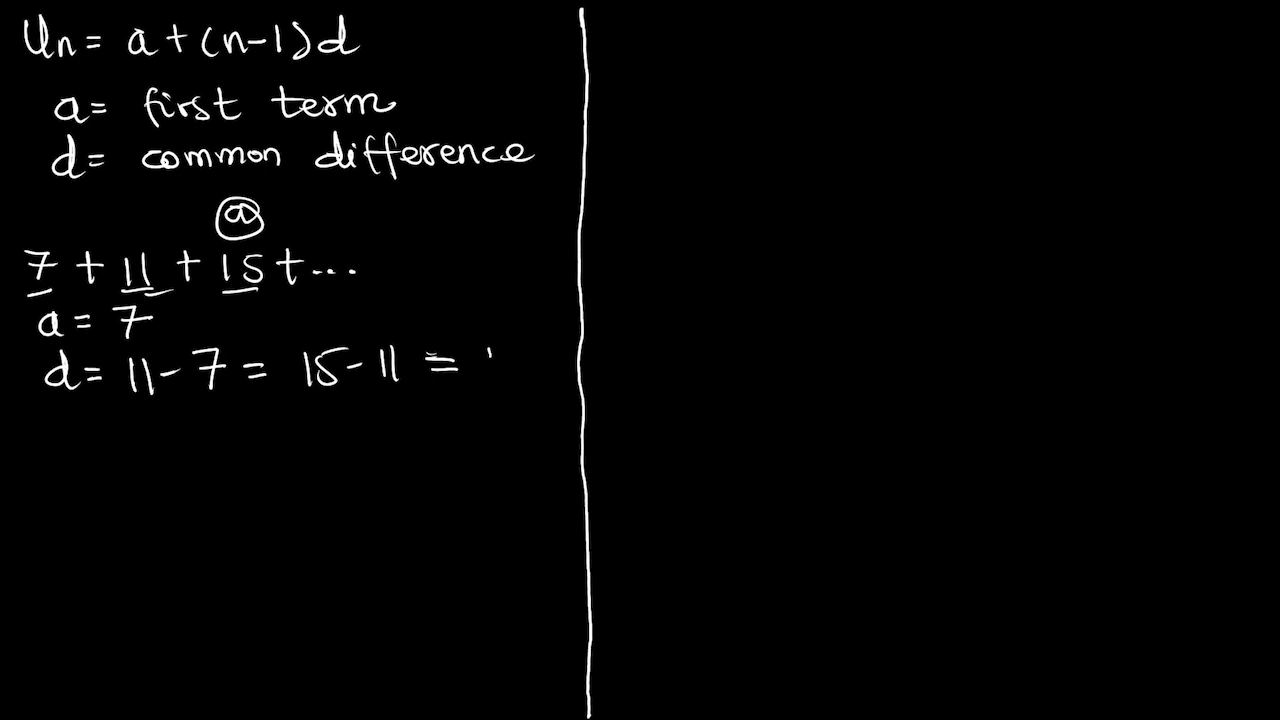 Un = a + (n-1)d
a = first term
d = common difference
a
7 + 11 + 15 + ...
a = 7
d = 11 - 7 = 15 - 11 =